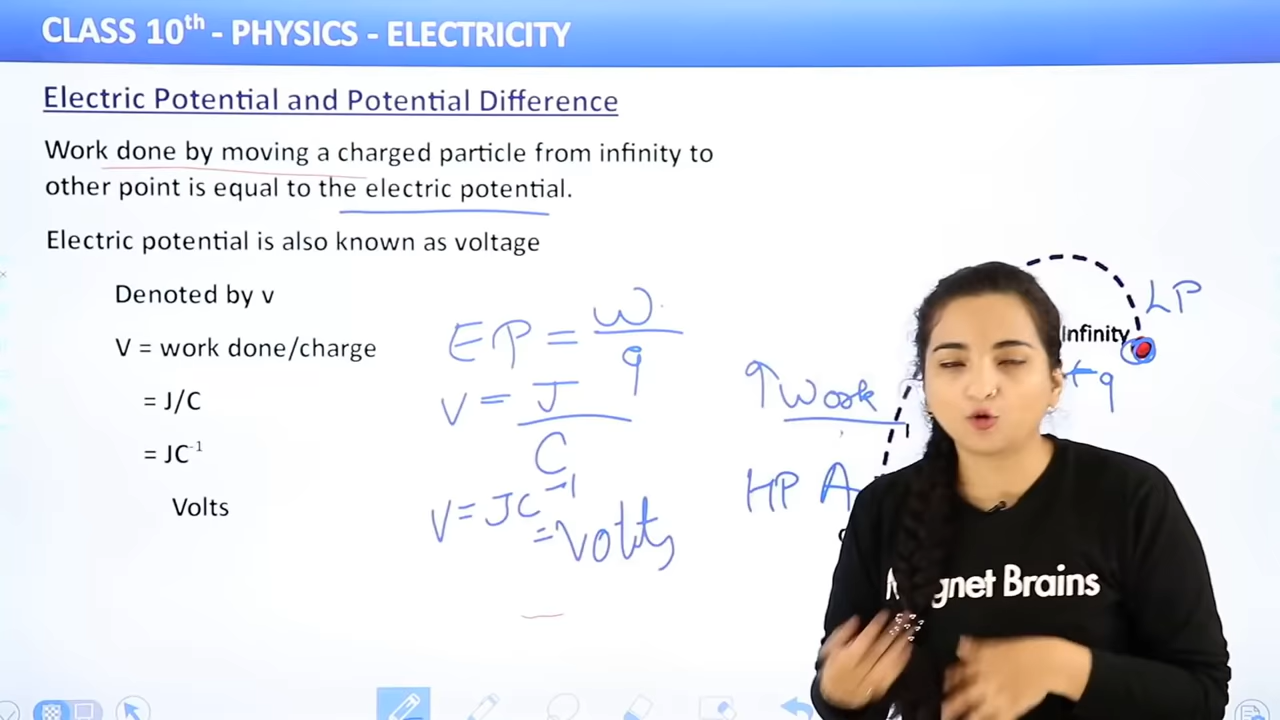 CLASS 10th - PHYSICS - ELECTRICITY
Electric Potential and Potential Difference
Work done by moving a charged particle from infinity to
other point is equal to the electric potential.
Electric potential is also known as voltage
Denoted by v
V = work done/charge
= J/C
= JC-1
Volts
EP = W
q
V = J
C
V = JC-1
= Volts
LP
Infinity
q
↑ Work
HP A
gnet Brains